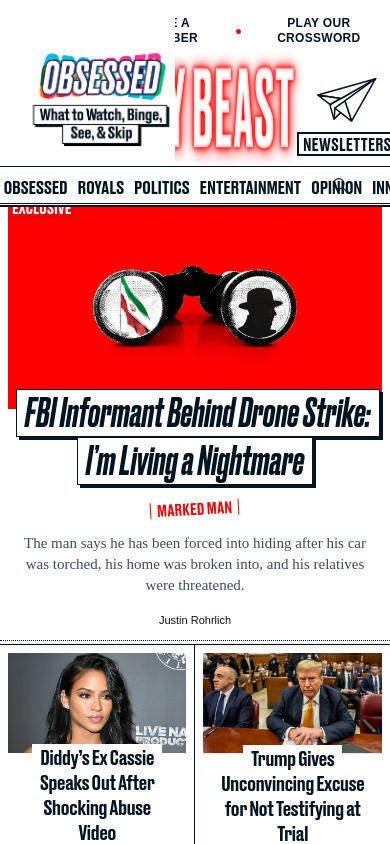 E A
BER
PLAY OUR
CROSSWORD
OBSESSED
What to Watch, Binge,
See, & Skip
Y BEAST
NEWSLETTERS
OBSESSED ROYALS POLITICS ENTERTAINMENT OPINION INN
EXCLUSIVE
FBI Informant Behind Drone Strike:
I’m Living a Nightmare
MARKED MAN
The man says he has been forced into hiding after his car
was torched, his home was broken into, and his relatives
were threatened.
Justin Rohrlich
LIVE NA
PRODUCT
Diddy’s Ex Cassie
Speaks Out After
Shocking Abuse
Video
Trump Gives
Unconvincing Excuse
for Not Testifying at
Trial